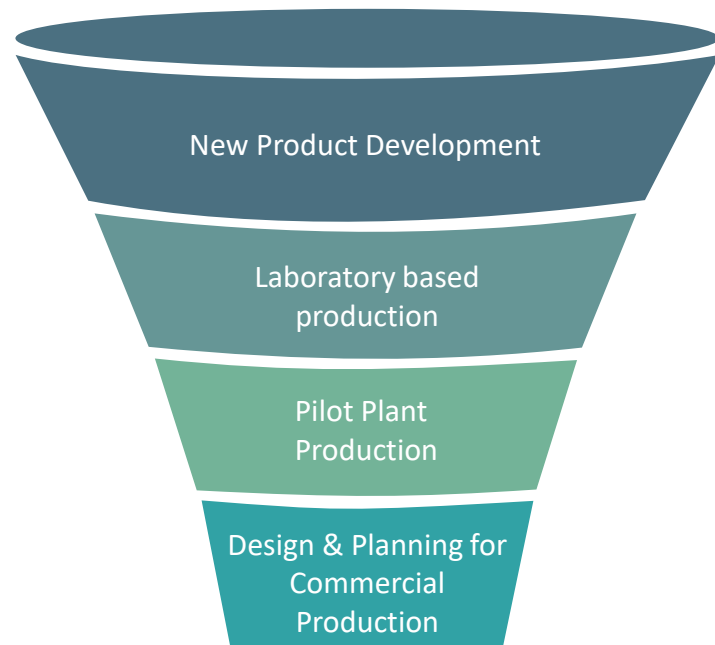 New Product Development
Laboratory based
production
Pilot Plant
Production
Design & Planning for
Commercial
Production